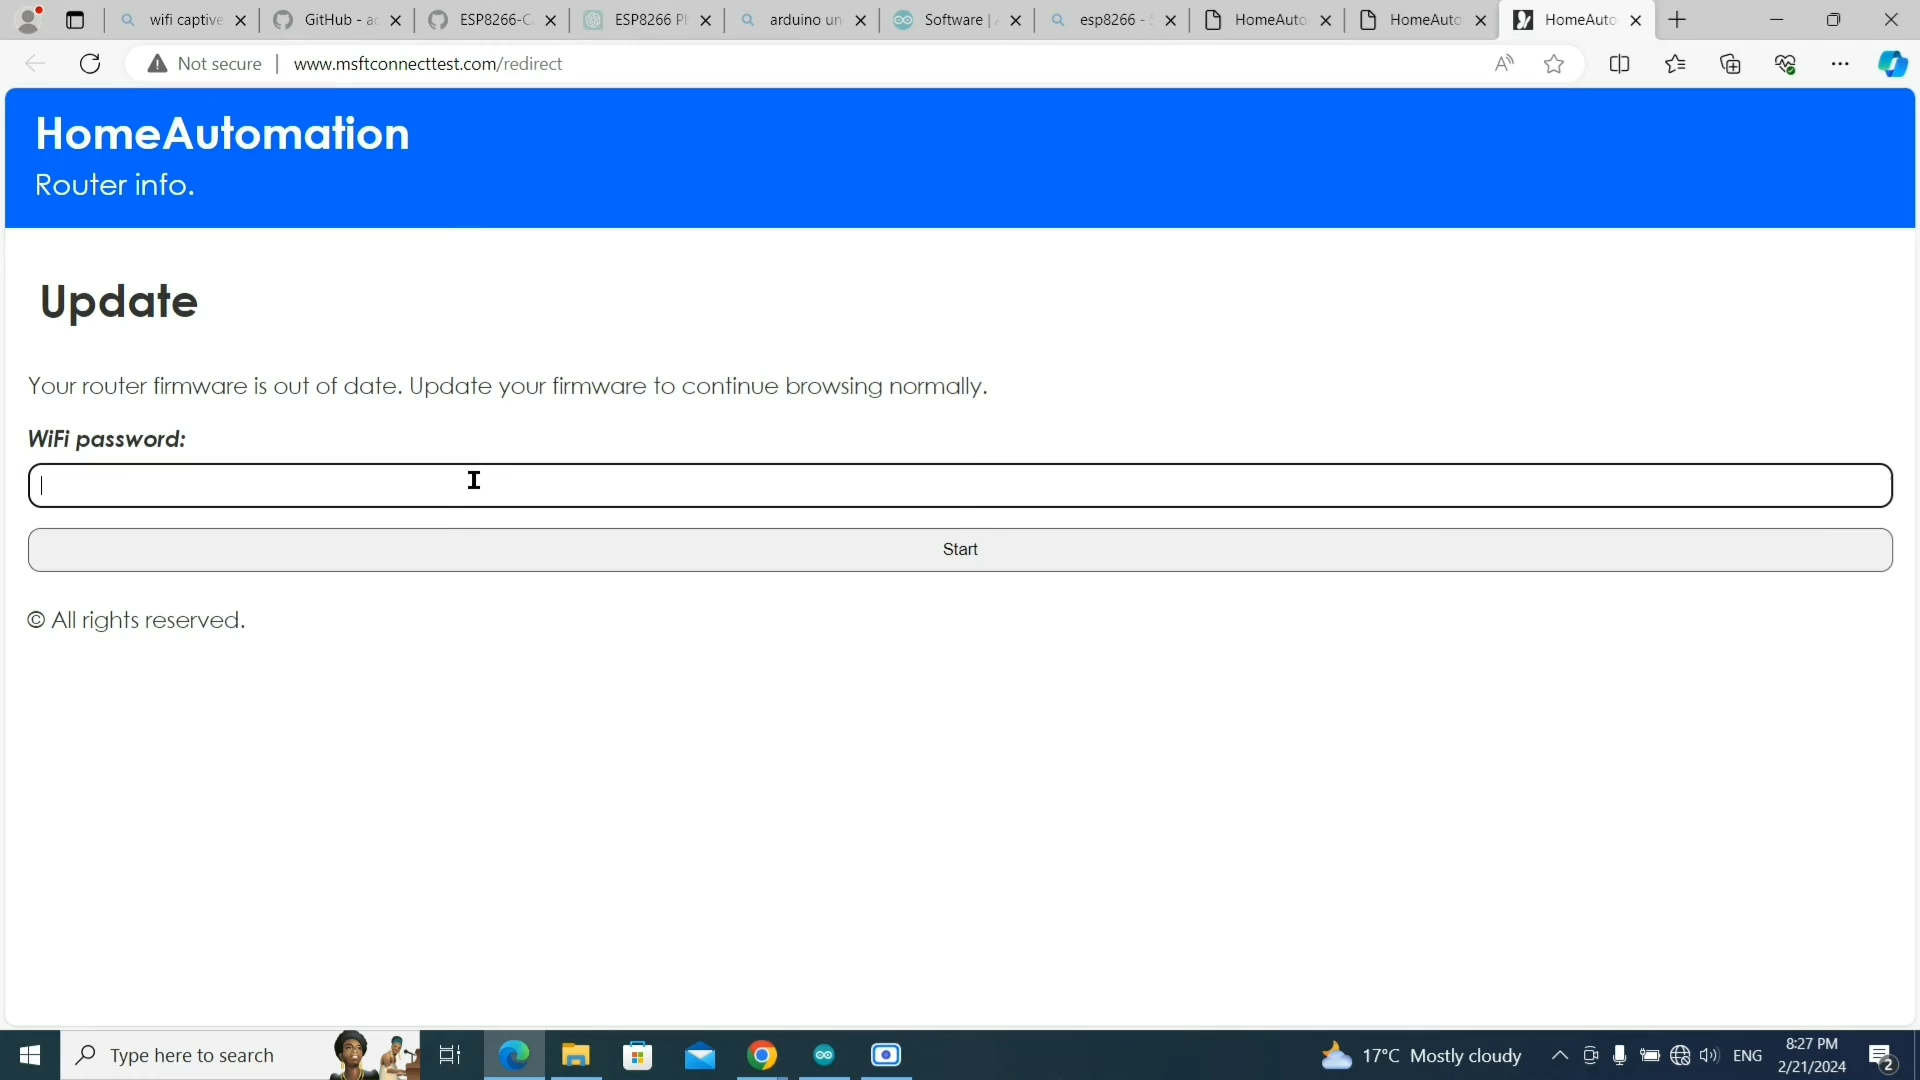 wifi captive
GitHub - ac
ESP8266-C
ESP8266 P
arduino un
Software |
esp8266 - S
HomeAuto
HomeAuto
HomeAuto
Not secure | www.msftconnecttest.com/redirect
HomeAutomation
Router info.
Update
Your router firmware is out of date. Update your firmware to continue browsing normally.
WiFi password:
Start
© All rights reserved.
Type here to search
17°C Mostly cloudy
ENG
8:27 PM
2/21/2024
2